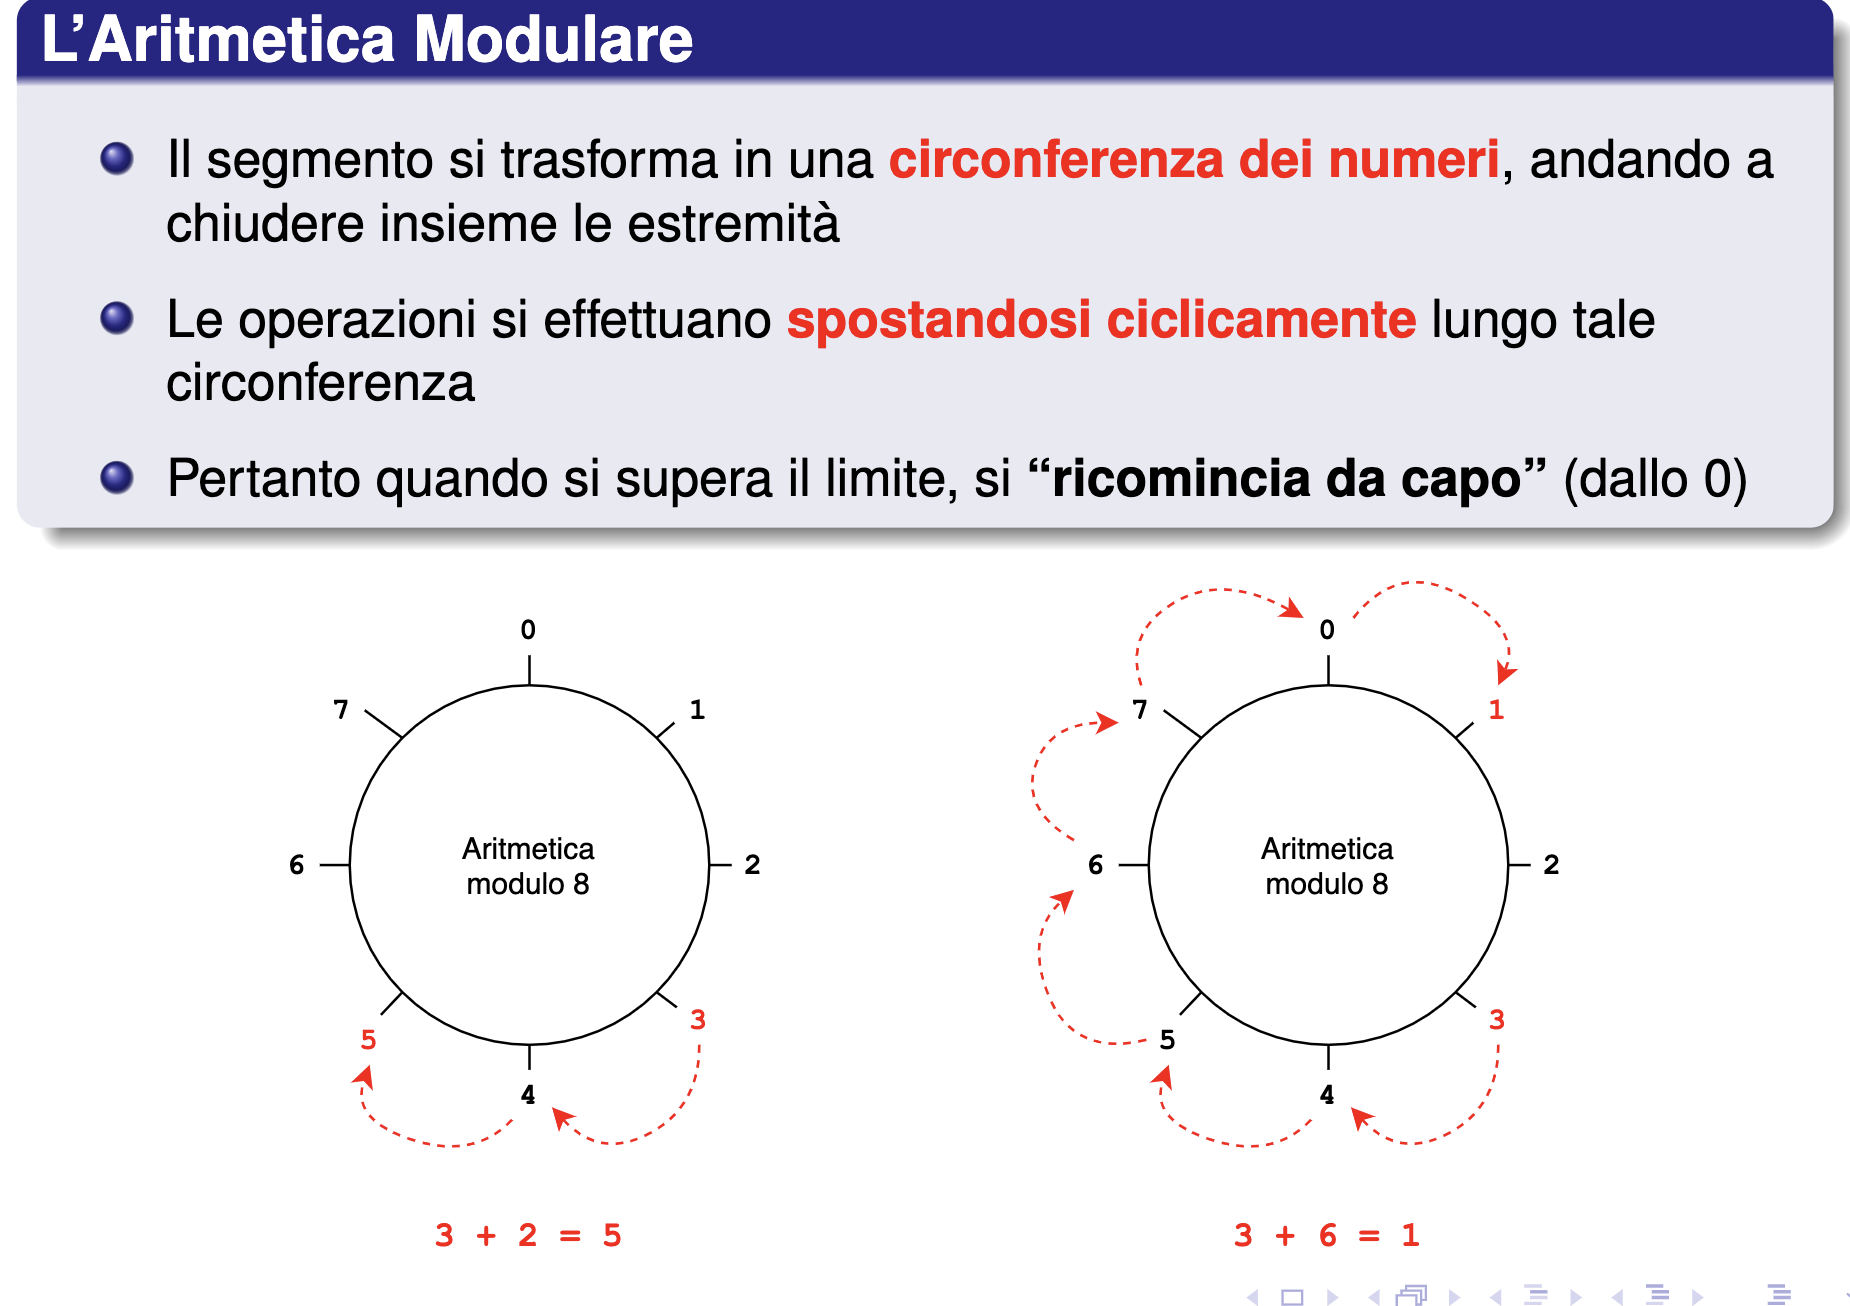 L’Aritmetica Modulare
Il segmento si trasforma in una circonferenza dei numeri, andando a
chiudere insieme le estremità
Le operazioni si effettuano spostandosi ciclicamente lungo tale
circonferenza
Pertanto quando si supera il limite, si “ricomincia da capo” (dallo 0)
0
7
1
6
Aritmetica
modulo 8
2
5
3
4
3 + 2 = 5
0
7
1
6
Aritmetica
modulo 8
2
5
3
4
3 + 6 = 1